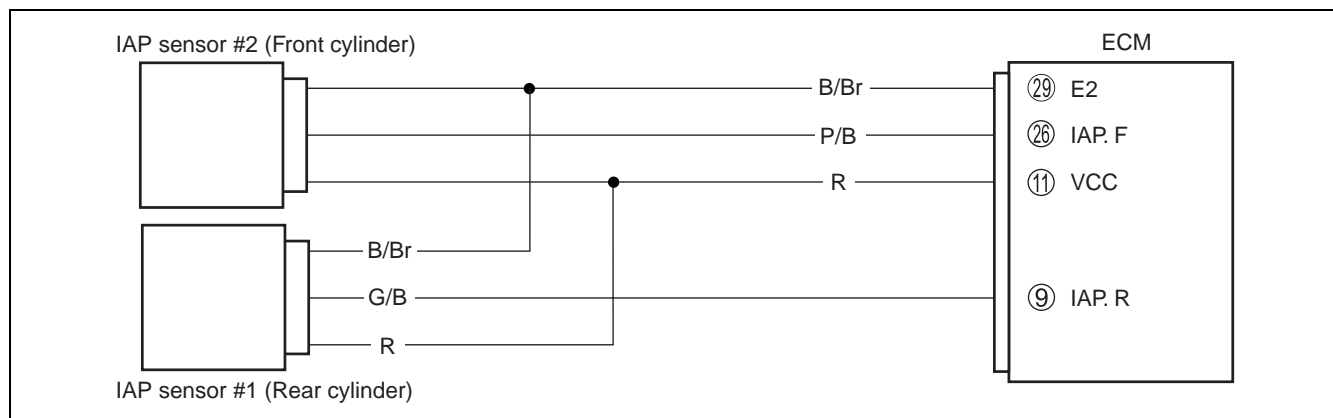 IAP sensor #2 (Front cylinder)
ECM
B/Br
29 E2
P/B
26 IAP. F
R
11 VCC
B/Br
G/B
9 IAP. R
R
IAP sensor #1 (Rear cylinder)